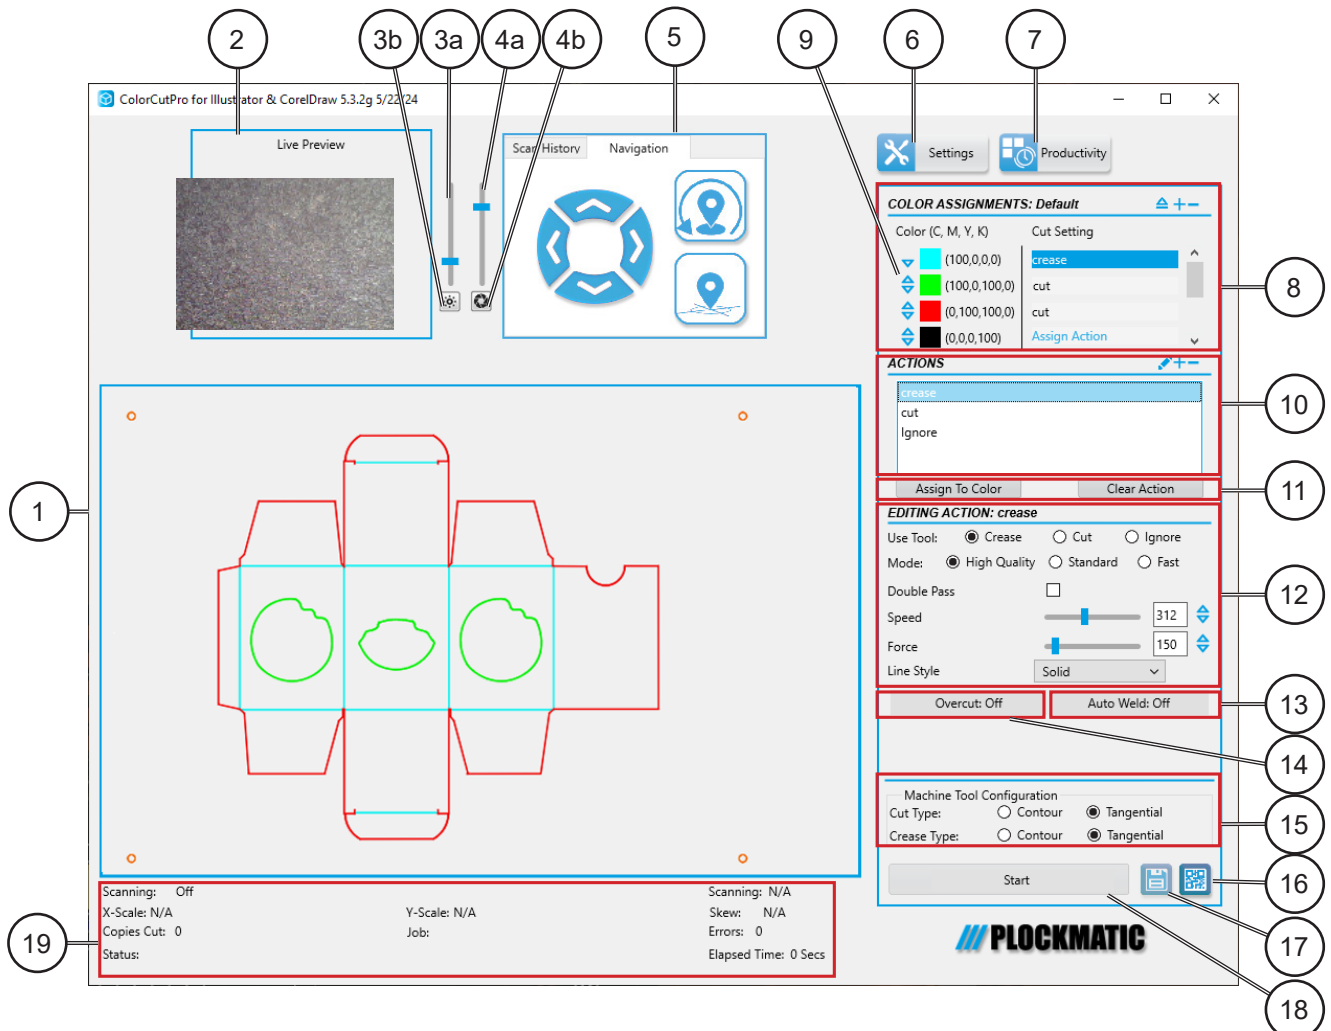 2
3b
3a
4a
4b
5
9
6
7
ColorCutPro for Illustrator & CorelDraw 5.3.2g 5/22/24
Live Preview
Scan History
Navigation
Settings
Productivity
COLOR ASSIGNMENTS: Default
Color (C, M, Y, K)
Cut Setting
(100,0,0,0)
crease
(100,0,100,0)
cut
(0,100,100,0)
cut
(0,0,0,100)
Assign Action
8
ACTIONS
crease
cut
Ignore
10
Assign To Color
Clear Action
11
1
EDITING ACTION: crease
Use Tool:
Crease
Cut
Ignore
Mode:
High Quality
Standard
Fast
Double Pass
Speed
312
Force
150
Line Style
Solid
12
Overcut: Off
Auto Weld: Off
13
14
Machine Tool Configuration
Cut Type:
Contour
Tangential
Crease Type:
Contour
Tangential
15
Start
16
17
18
Scanning: Off
Scanning: N/A
X-Scale: N/A
Y-Scale: N/A
Skew: N/A
Copies Cut: 0
Job:
Errors: 0
Status:
Elapsed Time: 0 Secs
19
PLOCKMATIC